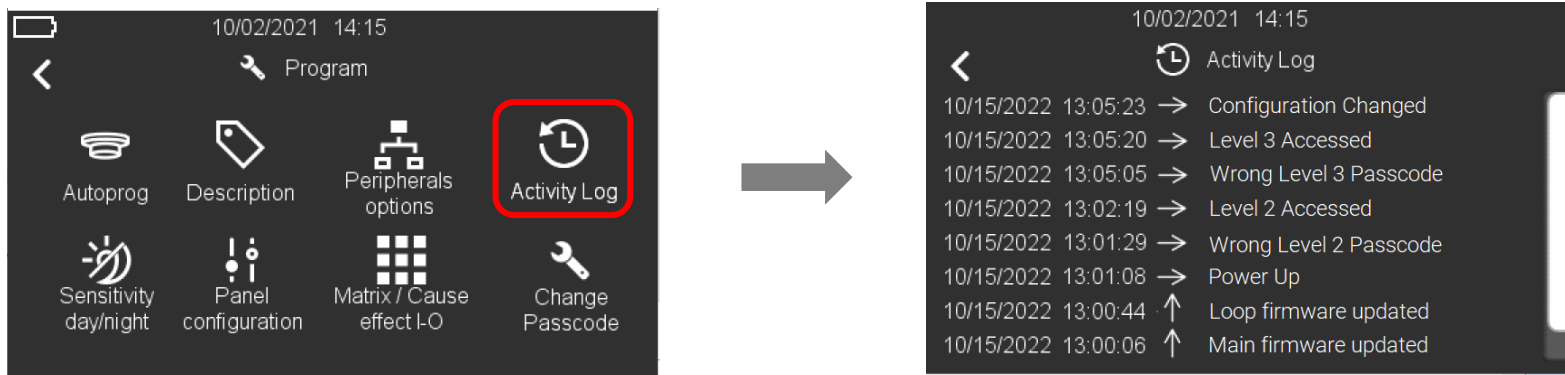 10/02/2021 14:15
Program
Autoprog
Description
Peripherals
options
Activity Log
Sensitivity
day/night
Panel
configuration
Matrix / Cause
effect I-O
Change
Passcode
10/02/2021 14:15
Activity Log
10/15/2022 13:05:23 → Configuration Changed
10/15/2022 13:05:20 → Level 3 Accessed
10/15/2022 13:05:05 → Wrong Level 3 Passcode
10/15/2022 13:02:19 → Level 2 Accessed
10/15/2022 13:01:29 → Wrong Level 2 Passcode
10/15/2022 13:01:08 → Power Up
10/15/2022 13:00:44 ↑ Loop firmware updated
10/15/2022 13:00:06 ↑ Main firmware updated